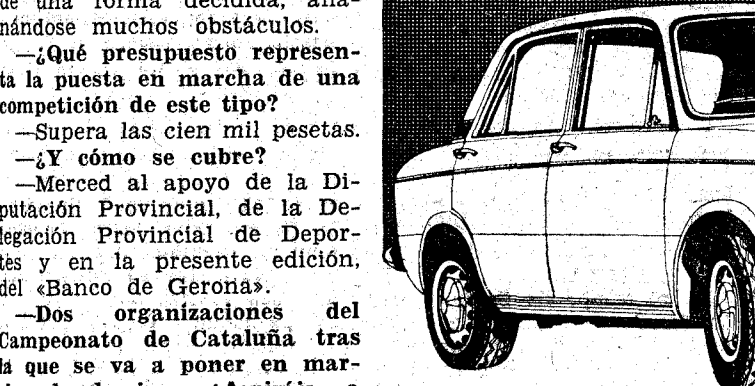 de una forma decidida, alla-
nándose muchos obstáculos.
—¿Qué presupuesto represen-
ta la puesta en marcha de una
competición de este tipo?
—Supera las cien mil pesetas.
—¿Y cómo se cubre?
—Merced al apoyo de la Di-
putación Provincial, de la De-
legación Provincial de Depor-
tes y en la presente edición,
del «Banco de Gerona».
—Dos organizaciones del
Campeonato de Cataluña tras
la que se va a poner en mar-